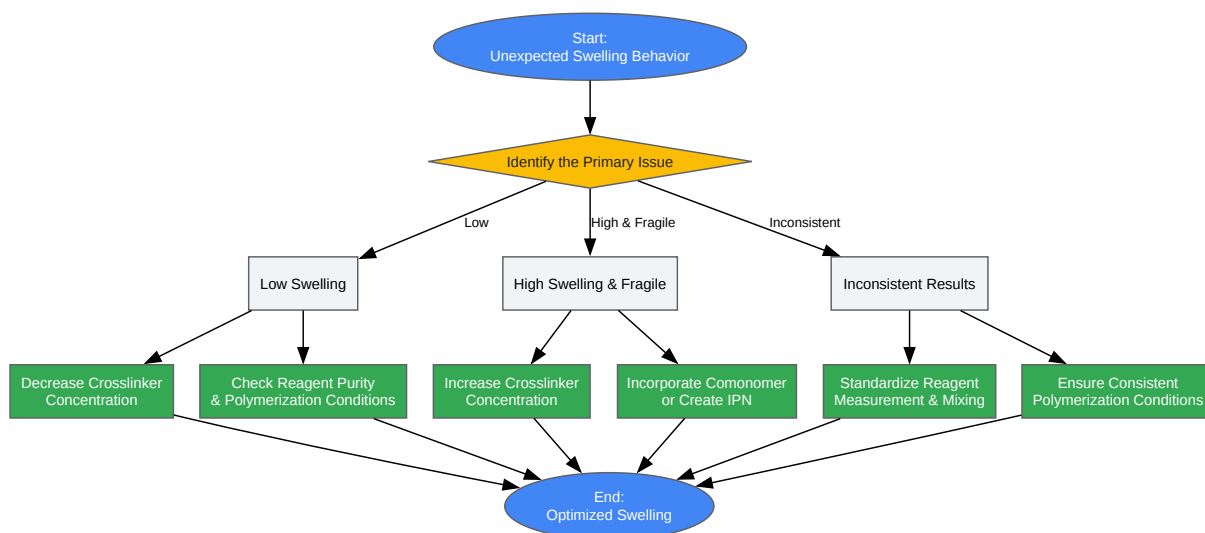 Start:
Unexpected Swelling Behavior
Identify the Primary Issue
Low
High & Fragile
Inconsistent
Low Swelling
High Swelling & Fragile
Inconsistent Results
Decrease Crosslinker
Concentration
Check Reagent Purity
& Polymerization Conditions
Increase Crosslinker
Concentration
Incorporate Comonomer
or Create IPN
Standardize Reagent
Measurement & Mixing
Ensure Consistent
Polymerization Conditions
End:
Optimized Swelling